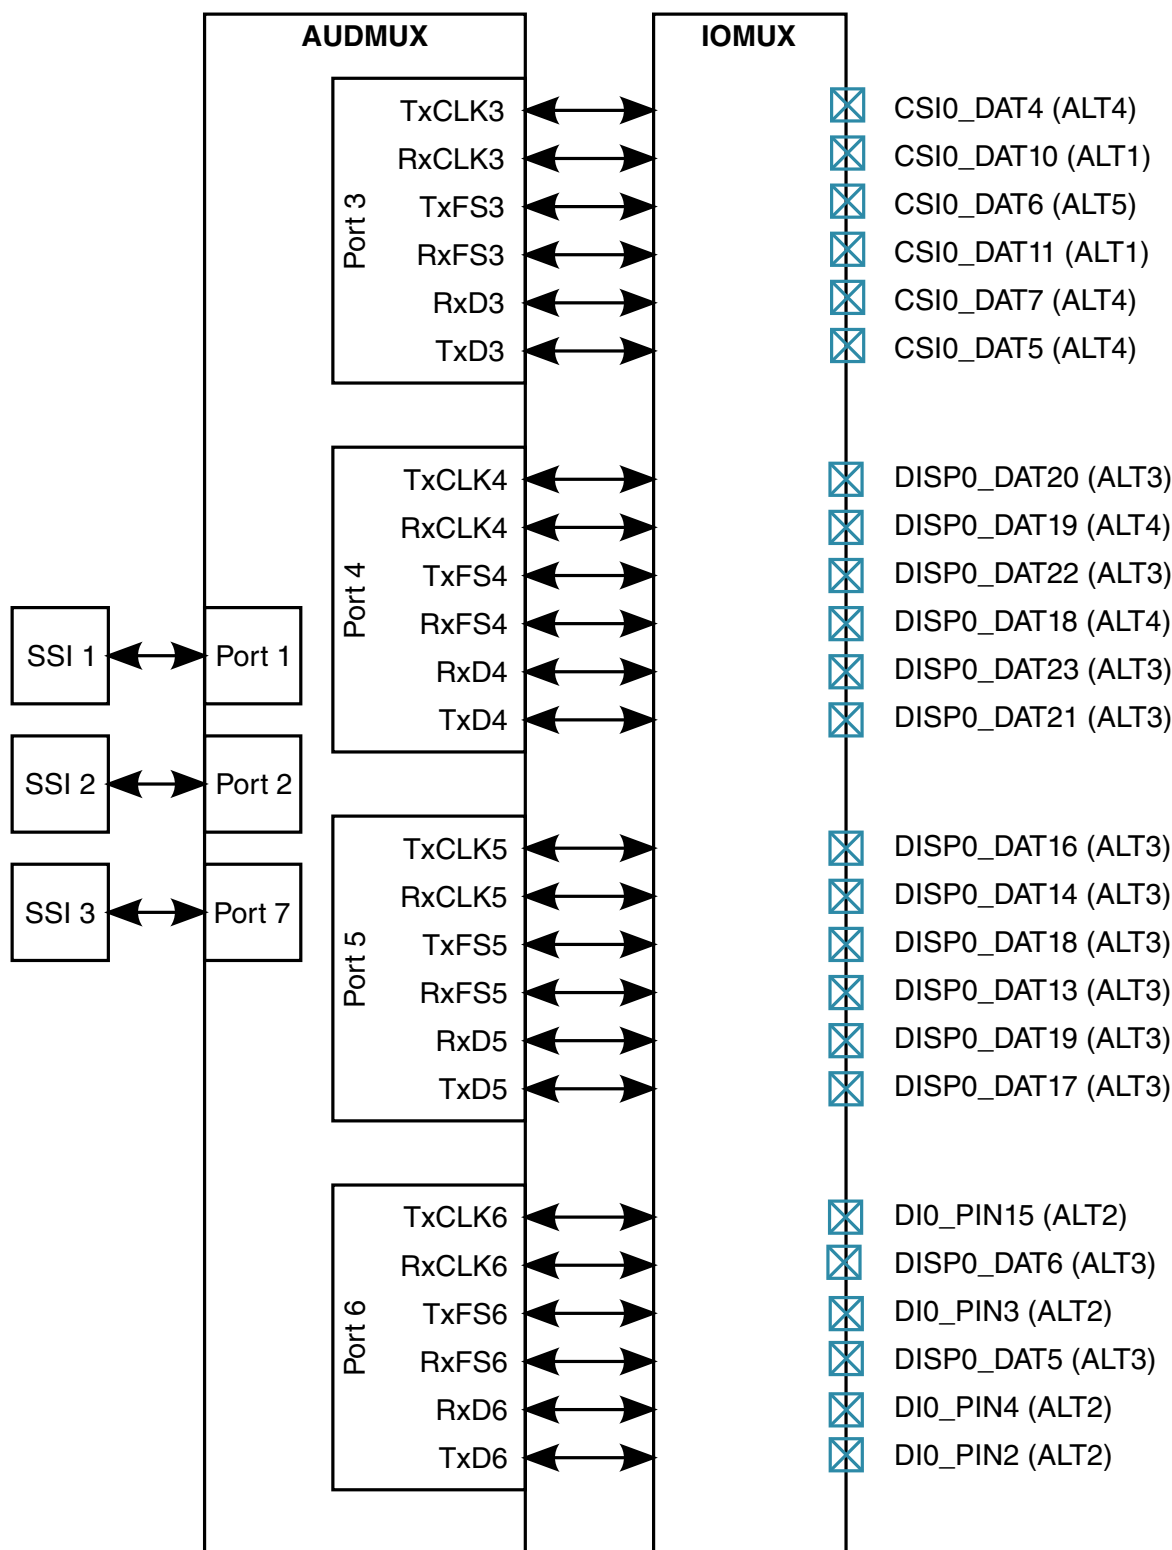 AUDMUX
IOMUX
Port 3
TxCLK3
CSI0_DAT4 (ALT4)
RxCLK3
CSI0_DAT10 (ALT1)
TxFS3
CSI0_DAT6 (ALT5)
RxFS3
CSI0_DAT11 (ALT1)
RxD3
CSI0_DAT7 (ALT4)
TxD3
CSI0_DAT5 (ALT4)
Port 4
TxCLK4
DISP0_DAT20 (ALT3)
RxCLK4
DISP0_DAT19 (ALT4)
TxFS4
DISP0_DAT22 (ALT3)
RxFS4
DISP0_DAT18 (ALT4)
RxD4
DISP0_DAT23 (ALT3)
TxD4
DISP0_DAT21 (ALT3)
SSI 1
Port 1
SSI 2
Port 2
SSI 3
Port 7
Port 5
TxCLK5
DISP0_DAT16 (ALT3)
RxCLK5
DISP0_DAT14 (ALT3)
TxFS5
DISP0_DAT18 (ALT3)
RxFS5
DISP0_DAT13 (ALT3)
RxD5
DISP0_DAT19 (ALT3)
TxD5
DISP0_DAT17 (ALT3)
Port 6
TxCLK6
DI0_PIN15 (ALT2)
RxCLK6
DISP0_DAT6 (ALT3)
TxFS6
DI0_PIN3 (ALT2)
RxFS6
DISP0_DAT5 (ALT3)
RxD6
DI0_PIN4 (ALT2)
TxD6
DI0_PIN2 (ALT2)